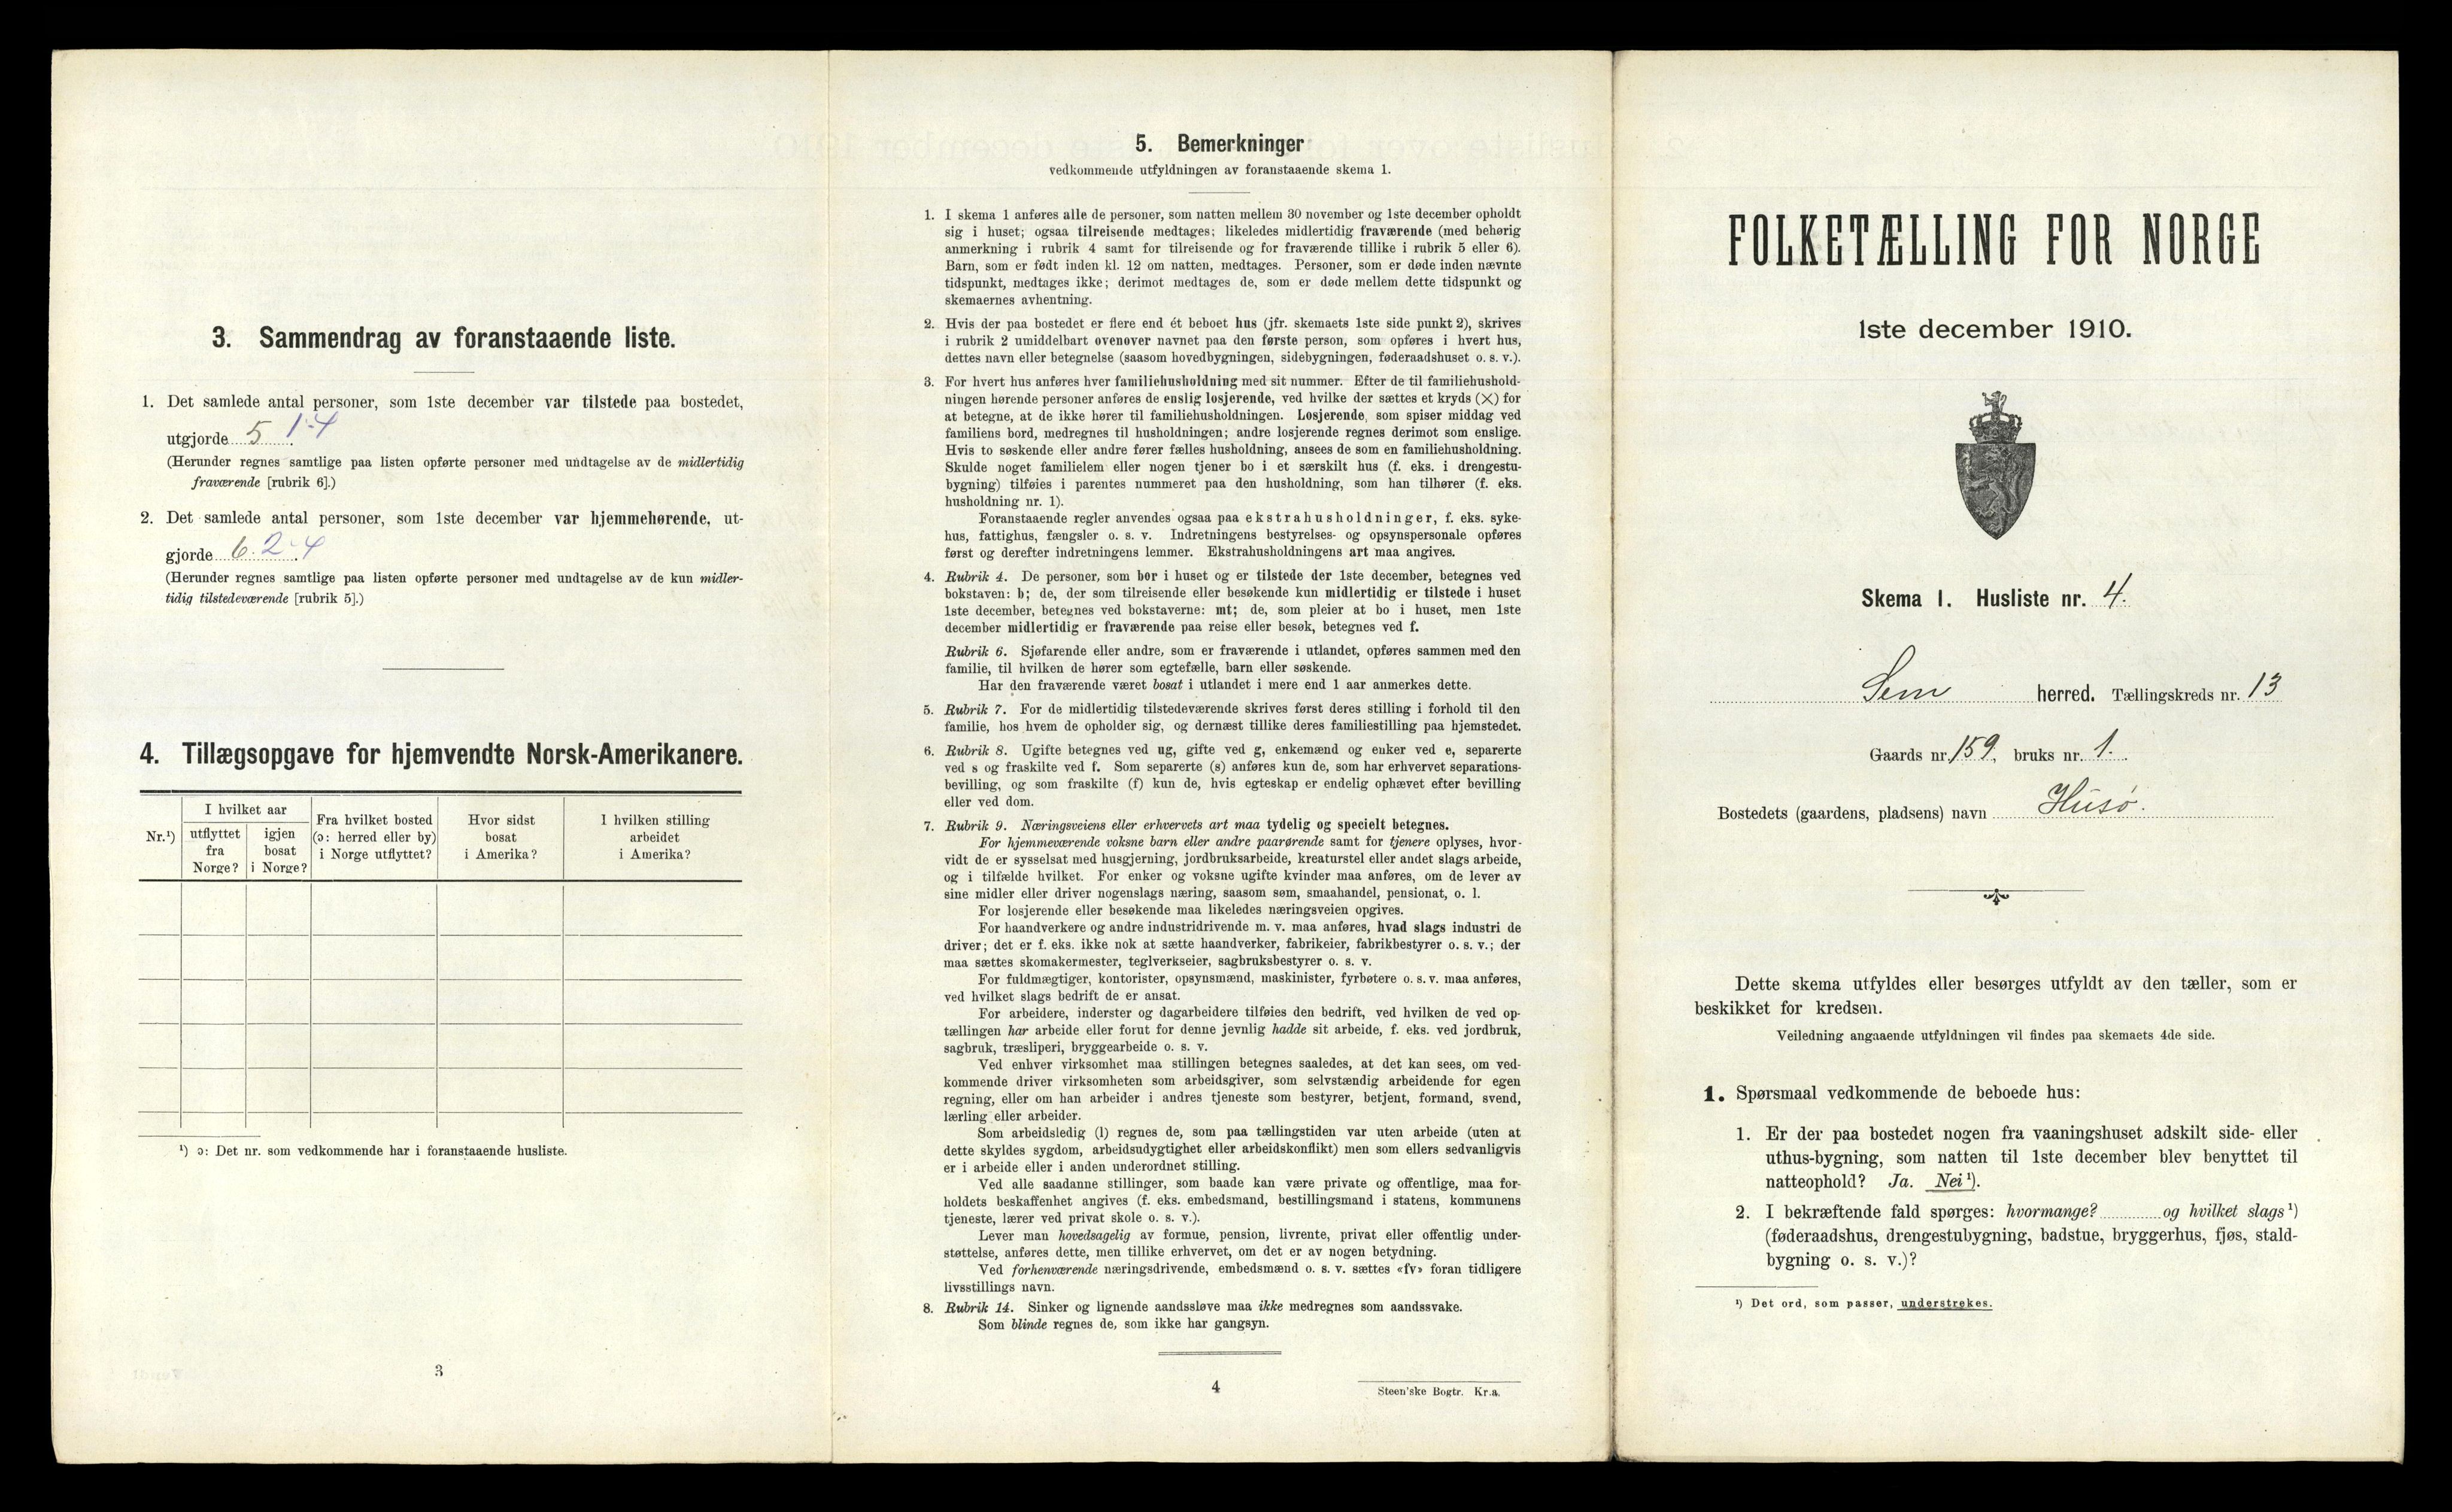 3. Sammendrag av foranstaaende liste.
1. Det samlede antal personer, som 1ste december var tilstede paa bostedet,
utgjorde 5 1-4
(Herunder regnes samtlige paa listen opførte personer med undtagelse av de midlertidig
fraværende [rubrik 6].)
2. Det samlede antal personer, som 1ste december var hjemmehørende, ut-
gjorde 6. 2-4
(Herunder regnes samtlige paa listen opførte personer med undtagelse av de kun midler-
tidig tilstedeværende [rubrik 5].)
4. Tillægsopgave for hjemvendte Norsk-Amerikanere.
Nr.¹)
I hvilket aar
utflyttet
fra
Norge?
igjen
bosat
i Norge?
Fra hvilket bosted
(ɔ: herred eller by)
i Norge utflyttet?
Hvor sidst
bosat
i Amerika?
I hvilken stilling
arbeidet
i Amerika?
¹) ɔ: Det nr. som vedkommende har i foranstaaende husliste.
3
5. Bemerkninger
vedkommende utfyldningen av foranstaaende skema 1.
1. I skema 1 anføres alle de personer, som natten mellem 30 november og 1ste december opholdt
sig i huset; ogsaa tilreisende medtages; likeledes midlertidig fraværende (med behørig
anmerkning i rubrik 4 samt for tilreisende og for fraværende tillike i rubrik 5 eller 6).
Barn, som er født inden kl. 12 om natten, medtages. Personer, som er døde inden nævnte
tidspunkt, medtages ikke; derimot medtages de, som er døde mellem dette tidspunkt og
skemaernes avhentning.
2. Hvis der paa bostedet er flere end ét beboet hus (jfr. skemaets 1ste side punkt 2), skrives
i rubrik 2 umiddelbart ovenover navnet paa den første person, som opføres i hvert hus,
dettes navn eller betegnelse (saasom hovedbygningen, sidebygningen, føderaadshuset o. s. v.).
3. For hvert hus anføres hver familiehusholdning med sit nummer. Efter de til familiehushold-
ningen hørende personer anføres de enslig losjerende, ved hvilke der sættes et kryds (×) for
at betegne, at de ikke hører til familiehusholdningen. Losjerende, som spiser middag ved
familiens bord, medregnes til husholdningen; andre losjerende regnes derimot som enslige.
Hvis to søskende eller andre fører fælles husholdning, ansees de som en familiehusholdning.
Skulde noget familielem eller nogen tjener bo i et særskilt hus (f. eks. i drengestu-
bygning) tilføies i parentes nummeret paa den husholdning, som han tilhører (f. eks.
husholdning nr. 1).
Foranstaaende regler anvendes ogsaa paa ekstrahusholdninger, f. eks. syke-
hus, fattighus, fængsler o. s. v. Indretningens bestyrelses- og opsynspersonale opføres
først og derefter indretningens lemmer. Ekstrahusholdningens art maa angives.
4. Rubrik 4. De personer, som bor i huset og er tilstede der 1ste december, betegnes ved
bokstaven: b; de, der som tilreisende eller besøkende kun midlertidig er tilstede i huset
1ste december, betegnes ved bokstaverne: mt; de, som pleier at bo i huset, men 1ste
december midlertidig er fraværende paa reise eller besøk, betegnes ved f.
Rubrik 6. Sjøfarende eller andre, som er fraværende i utlandet, opføres sammen med den
familie, til hvilken de hører som egtefælle, barn eller søskende.
Har den fraværende været bosat i utlandet i mere end 1 aar anmerkes dette.
5. Rubrik 7. For de midlertidig tilstedeværende skrives først deres stilling i forhold til den
familie, hos hvem de opholder sig, og dernæst tillike deres familiestilling paa hjemstedet.
6. Rubrik 8. Ugifte betegnes ved ug, gifte ved g, enkemænd og enker ved e, separerte
ved s og fraskilte ved f. Som separerte (s) anføres kun de, som har erhvervet separations-
bevilling, og som fraskilte (f) kun de, hvis egteskap er endelig ophævet efter bevilling
eller ved dom.
7. Rubrik 9. Næringsveiens eller erhvervets art maa tydelig og specielt betegnes.
For hjemmeværende voksne barn eller andre paarørende samt for tjenere oplyses, hvor-
vidt de er sysselsat med husgjerning, jordbruksarbeide, kreaturstel eller andet slags arbeide,
og i tilfælde hvilket. For enker og voksne ugifte kvinder maa anføres, om de lever av
sine midler eller driver nogenslags næring, saasom søm, smaahandel, pensionat, o. l.
For losjerende eller besøkende maa likeledes næringsveien opgives.
For haandverkere og andre industridrivende m. v. maa anføres, hvad slags industri de
driver; det er f. eks. ikke nok at sætte haandverker, fabrikeier, fabrikbestyrer o. s. v.; der
maa sættes skomakermester, teglverkseier, sagbruksbestyrer o. s. v.
For fuldmægtiger, kontorister, opsynsmænd, maskinister, fyrbøtere o. s. v. maa anføres,
ved hvilket slags bedrift de er ansat.
For arbeidere, inderster og dagarbeidere tilføies den bedrift, ved hvilken de ved op-
tællingen har arbeide eller forut for denne jevnlig hadde sit arbeide, f. eks. ved jordbruk,
sagbruk, træsliperi, bryggearbeide o. s. v.
Ved enhver virksomhet maa stillingen betegnes saaledes, at det kan sees, om ved-
kommende driver virksomheten som arbeidsgiver, som selvstændig arbeidende for egen
regning, eller om han arbeider i andres tjeneste som bestyrer, betjent, formand, svend,
lærling eller arbeider.
Som arbeidsledig (l) regnes de, som paa tællingstiden var uten arbeide (uten at
dette skyldes sygdom, arbeidsudygtighet eller arbeidskonflikt) men som ellers sedvanligvis
er i arbeide eller i anden underordnet stilling.
Ved alle saadanne stillinger, som baade kan være private og offentlige, maa for-
holdets beskaffenhet angives (f. eks. embedsmand, bestillingsmand i statens, kommunens
tjeneste, lærer ved privat skole o. s. v.).
Lever man hovedsagelig av formue, pension, livrente, privat eller offentlig under-
støttelse, anføres dette, men tillike erhvervet, om det er av nogen betydning.
Ved forhenværende næringsdrivende, embedsmænd o. s. v. sættes «fv» foran tidligere
livsstillings navn.
8. Rubrik 14. Sinker og lignende aandssløve maa ikke medregnes som aandssvake.
Som blinde regnes de, som ikke har gangsyn.
4
Steen'ske Bogtr. Kr.a.
FOLKETÆLLING FOR NORGE
1ste december 1910.
Skema 1. Husliste nr. 4.
Sem herred. Tællingskreds nr. 13
Gaards nr. 159, bruks nr. 1.
Bostedets (gaardens, pladsens) navn Husö.
Dette skema utfyldes eller besørges utfyldt av den tæller, som er
beskikket for kredsen.
Veiledning angaaende utfyldningen vil findes paa skemaets 4de side.
1. Spørsmaal vedkommende de beboede hus:
1. Er der paa bostedet nogen fra vaaningshuset adskilt side- eller
uthus-bygning, som natten til 1ste december blev benyttet til
natteophold? Ja. Nei ¹).
2. I bekræftende fald spørges: hvormange? og hvilket slags ¹)
(føderaadshus, drengestubygning, badstue, bryggerhus, fjøs, stald-
bygning o. s. v.)?
¹) Det ord, som passer, understrekes.